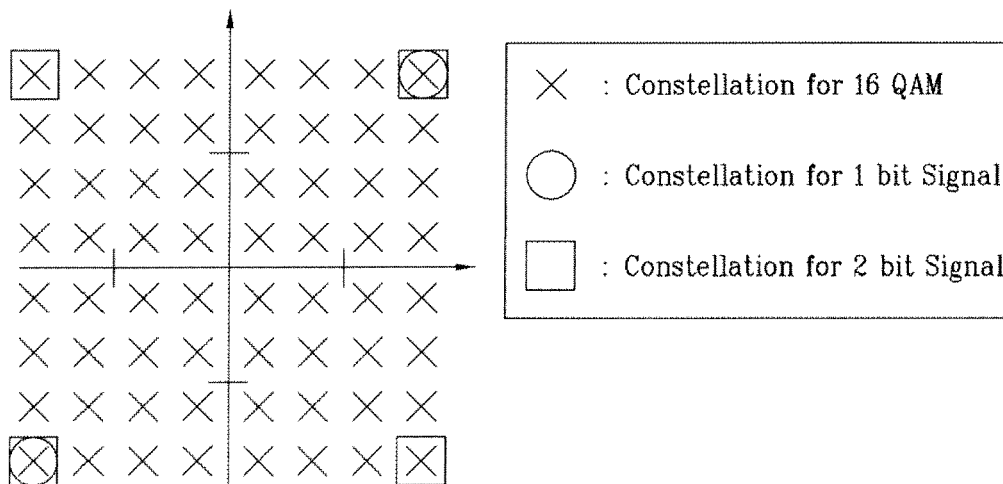 : Constellation for 16 QAM
: Constellation for 1 bit Signal
: Constellation for 2 bit Signal